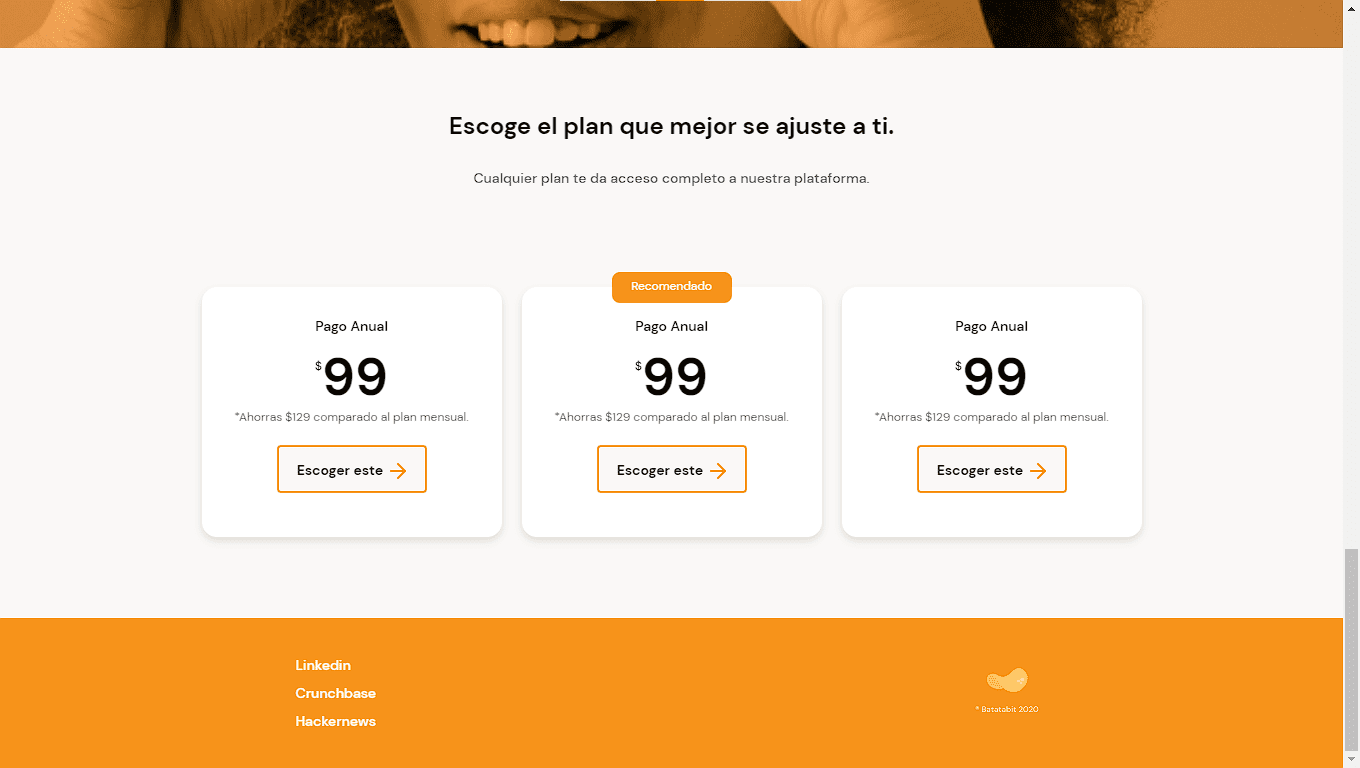 Escoge el plan que mejor se ajuste a ti.
Cualquier plan te da acceso completo a nuestra plataforma.
Pago Anual
$99
*Ahorras $129 comparado al plan mensual.
Escoger este
Recomendado
Pago Anual
$99
*Ahorras $129 comparado al plan mensual.
Escoger este
Pago Anual
$99
*Ahorras $129 comparado al plan mensual.
Escoger este
Linkedin
Crunchbase
Hackernews
Batatabit 2020